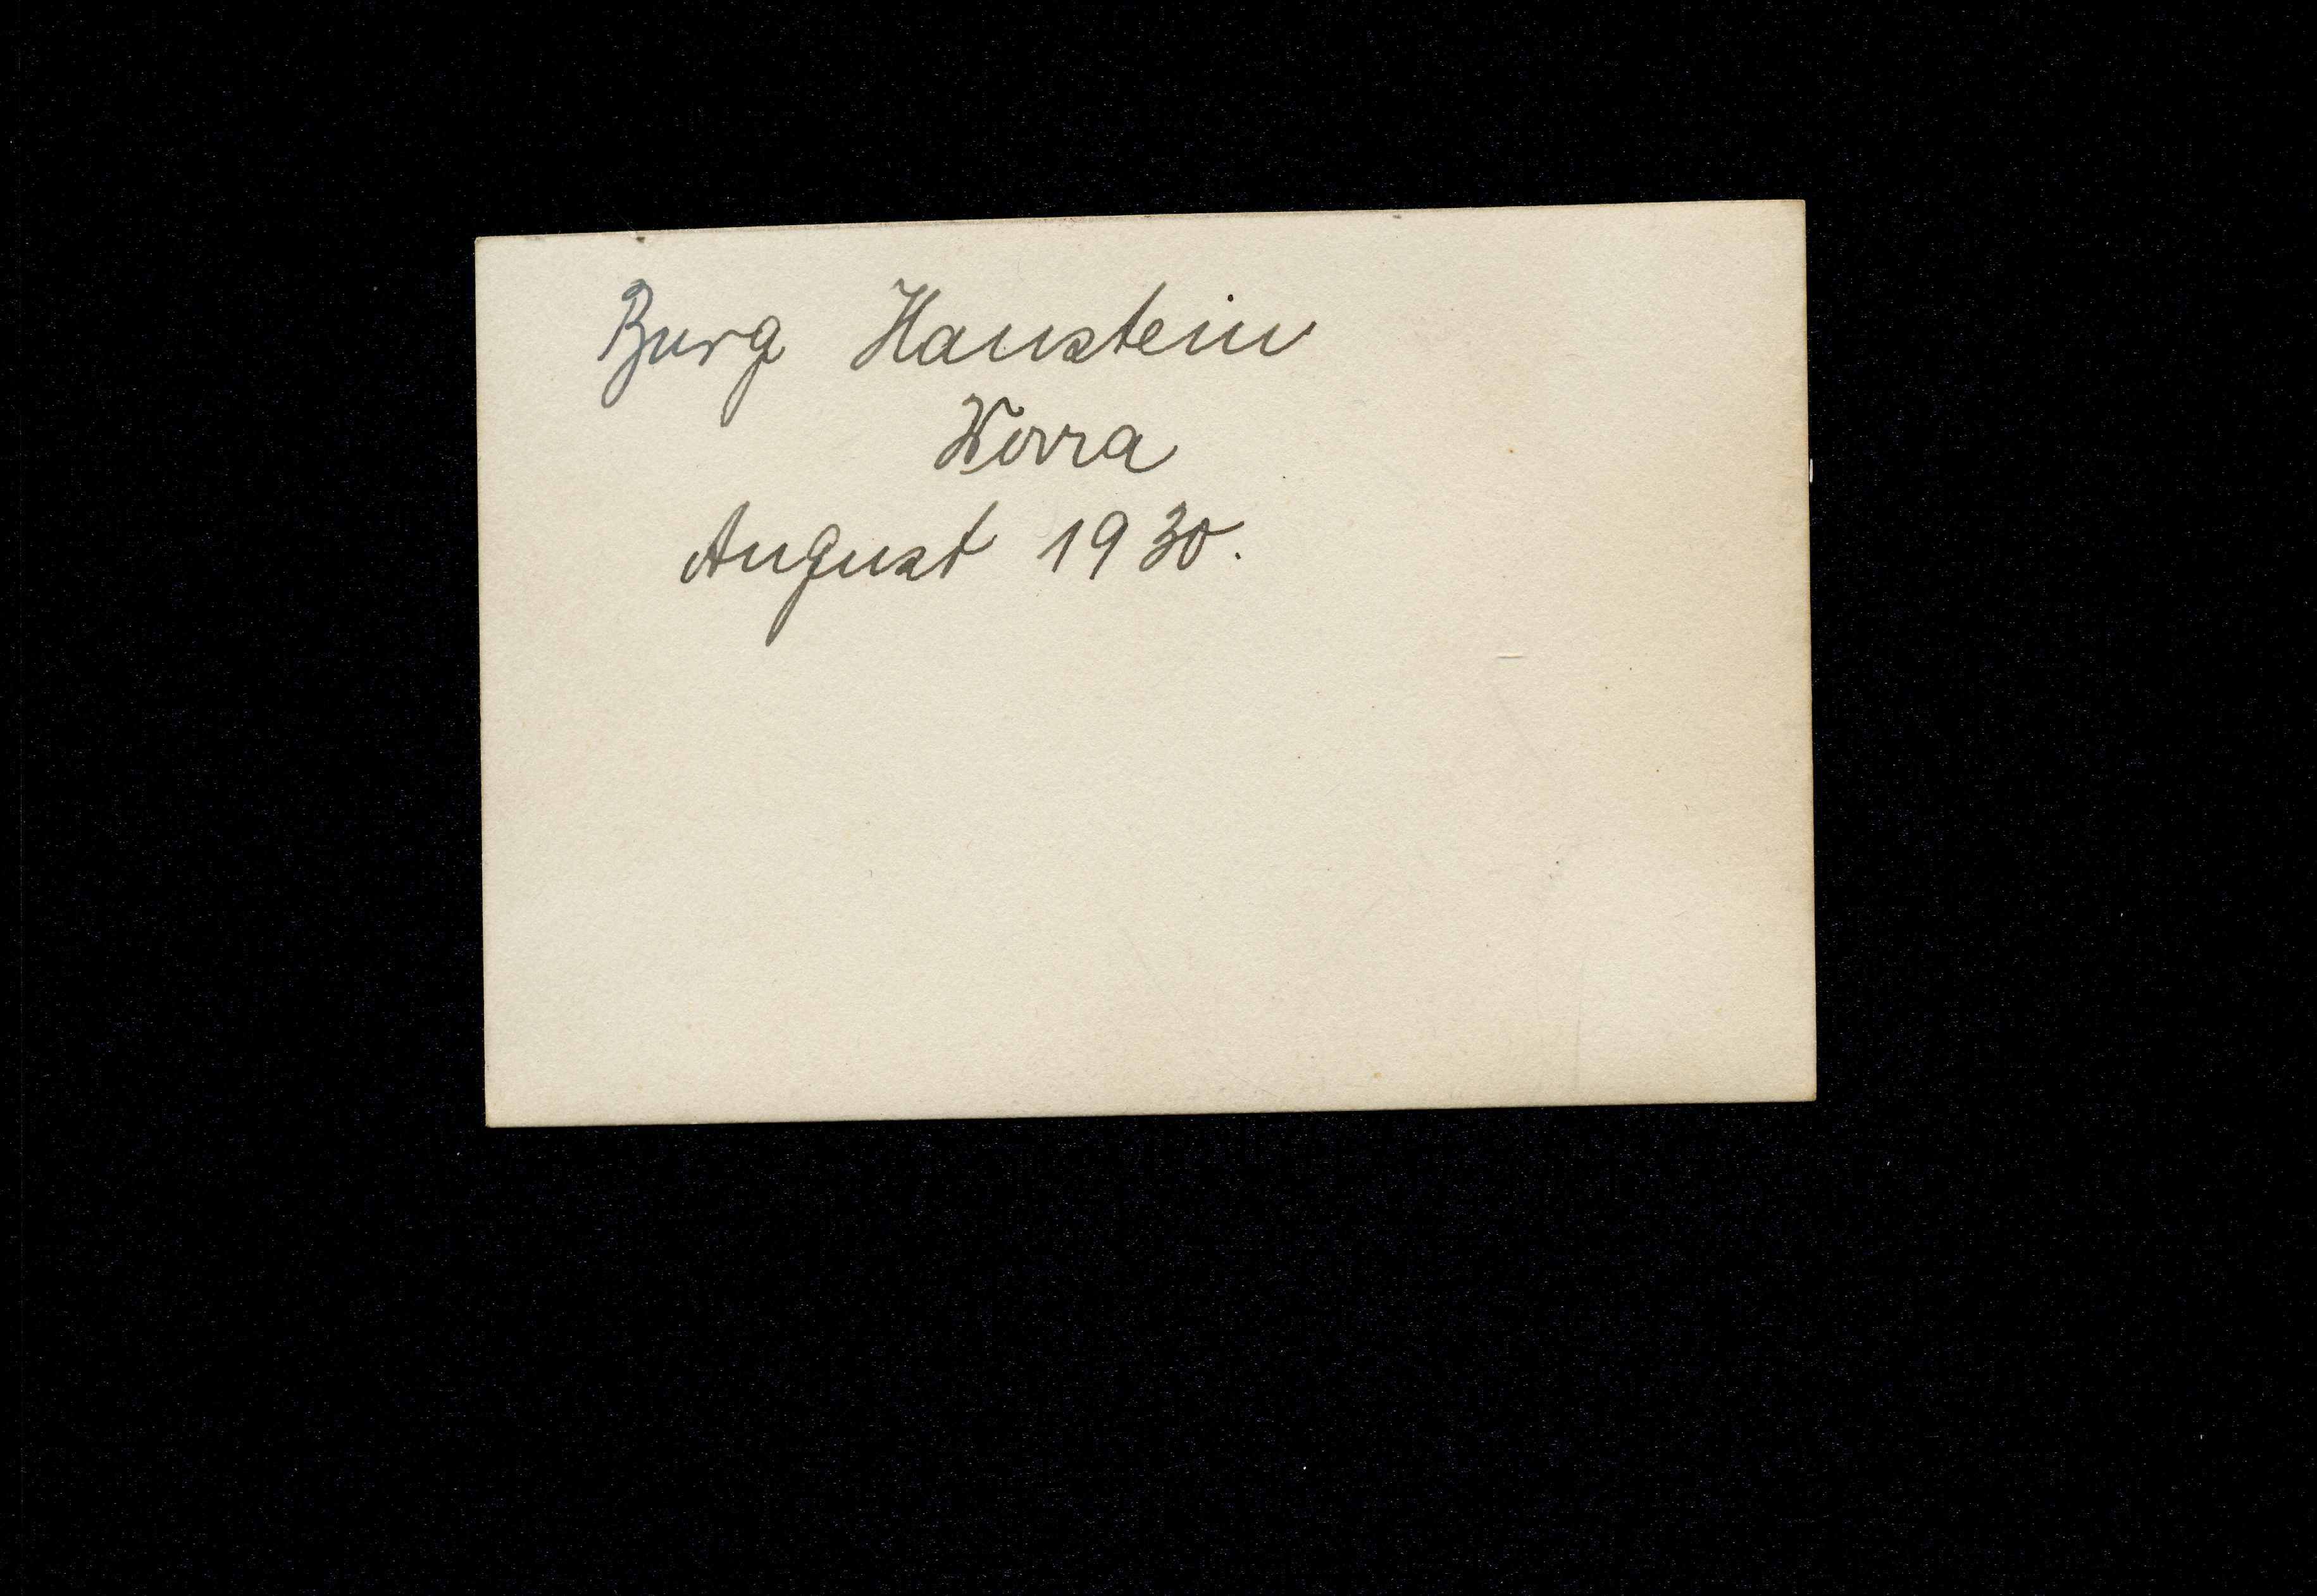 Burg Hanstein
Werra
August 1930.